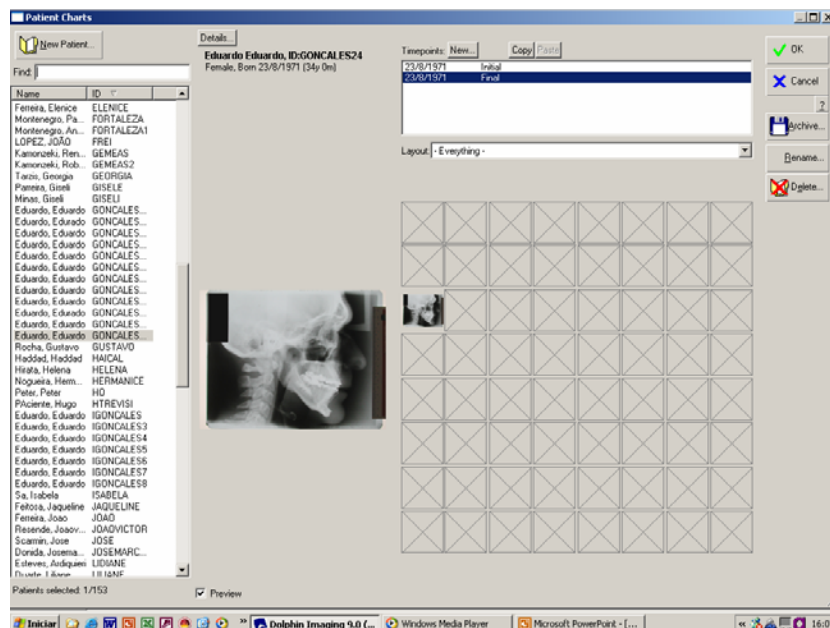 Patient Charts
New Patient...
Find:
Name ID
Ferreira, Elenice ELENICE
Montenegro, Pa... FORTALEZA
Montenegro, An... FORTALEZA1
LOPEZ, JOÃO FREI
Kamonzeki, Ren... GEMEAS
Kamonzeki, Rob... GEMEAS2
Tarzo, Georgia GEORGIA
Parreira, Giseli GISELE
Minas, Giseli GISELI
Eduardo, Eduardo GONCALES...
Eduardo, Edurado GONCALES...
Eduardo, Eduardo GONCALES...
Eduardo, Eduardo GONCALES...
Eduardo, Eduardo GONCALES...
Eduardo, Eduardo GONCALES...
Eduardo, Eduardo GONCALES...
Eduardo, Eduardo GONCALES...
Eduardo, Eduardo GONCALES...
Eduardo, Edurado GONCALES...
Eduardo, Eduardo GONCALES...
Eduardo, Eduardo GONCALES...
Rocha, Gustavo GUSTAVO
Haddad, Haddad HAICAL
Hirata, Helena HELENA
Nogueira, Herm... HERMANICE
Peter, Peter HO
PAciente, Hugo HTREVISI
Eduardo, Eduardo IGONCALES
Eduardo, Eduardo IGONCALES3
Eduardo, Eduardo IGONCALES4
Eduardo, Eduardo IGONCALES5
Eduardo, Eduardo IGONCALES6
Eduardo, Eduardo IGONCALES7
Eduardo, Eduardo IGONCALES8
Sa, Isabela ISABELA
Feitosa, Jaqueline JAQUELINE
Ferreira, Joao JOAO
Resende, Joaov... JOAOVICTOR
Scarmin, Jose JOSE
Donida, Josema... JOSEMARC...
Esteves, Ardiquieri LIDIANE
Duarte, Liliane LILIANE
Patients selected: 1/153
Details...
Eduardo Eduardo, ID:GONCALES24
Female, Born 23/8/1971 (34y 0m)
Preview
Timepoints: New... Copy Paste
23/8/1971 Initial
23/8/1971 Final
Layout: - Everything -
OK
Cancel
?
Archive...
Rename...
Delete...
Iniciar
Dolphin Imaging 9.0 (...
Windows Media Player
Microsoft PowerPoint - [...
16:0